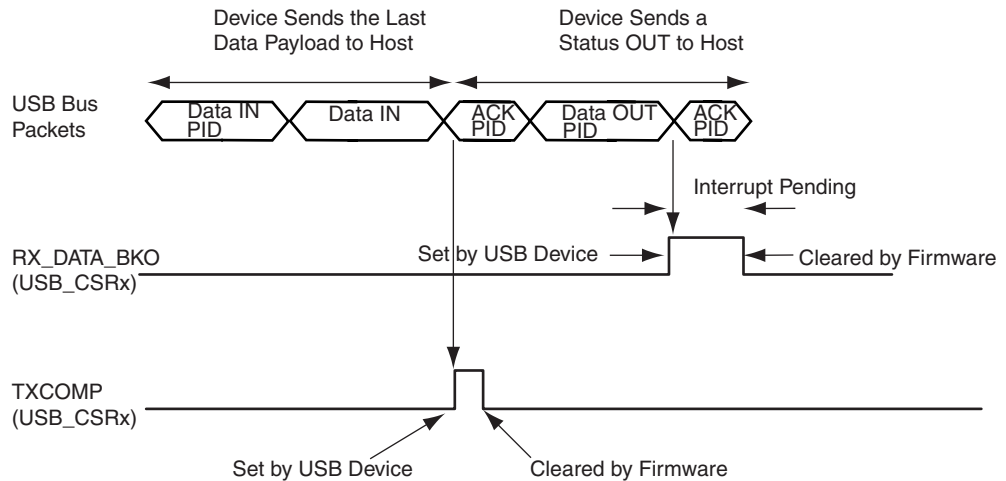 Device Sends the Last
Data Payload to Host
Device Sends a
Status OUT to Host
USB Bus
Packets
Data IN
PID
Data IN
ACK
PID
Data OUT
PID
ACK
PID
Interrupt Pending
RX_DATA_BKO
(USB_CSRx)
Set by USB Device
Cleared by Firmware
TXCOMP
(USB_CSRx)
Set by USB Device
Cleared by Firmware